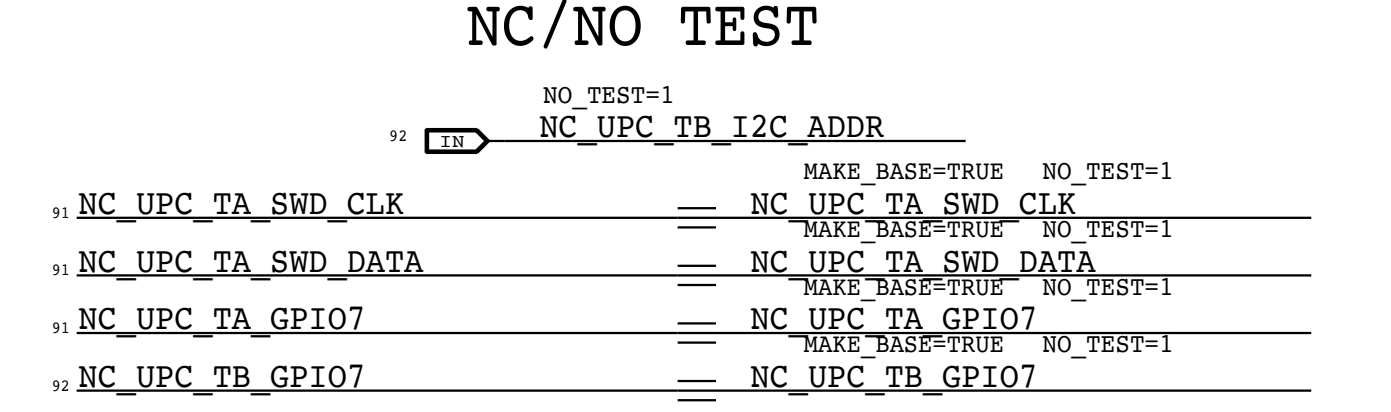 NC/NO TEST
NO_TEST=1
92 IN NC_UPC_TB_I2C_ADDR
MAKE_BASE=TRUE NO_TEST=1
91 NC_UPC_TA_SWD_CLK NC_UPC_TA_SWD_CLK
MAKE_BASE=TRUE NO_TEST=1
91 NC_UPC_TA_SWD_DATA NC_UPC_TA_SWD_DATA
MAKE_BASE=TRUE NO_TEST=1
91 NC_UPC_TA_GPIO7 NC_UPC_TA_GPIO7
MAKE_BASE=TRUE NO_TEST=1
92 NC_UPC_TB_GPIO7 NC_UPC_TB_GPIO7